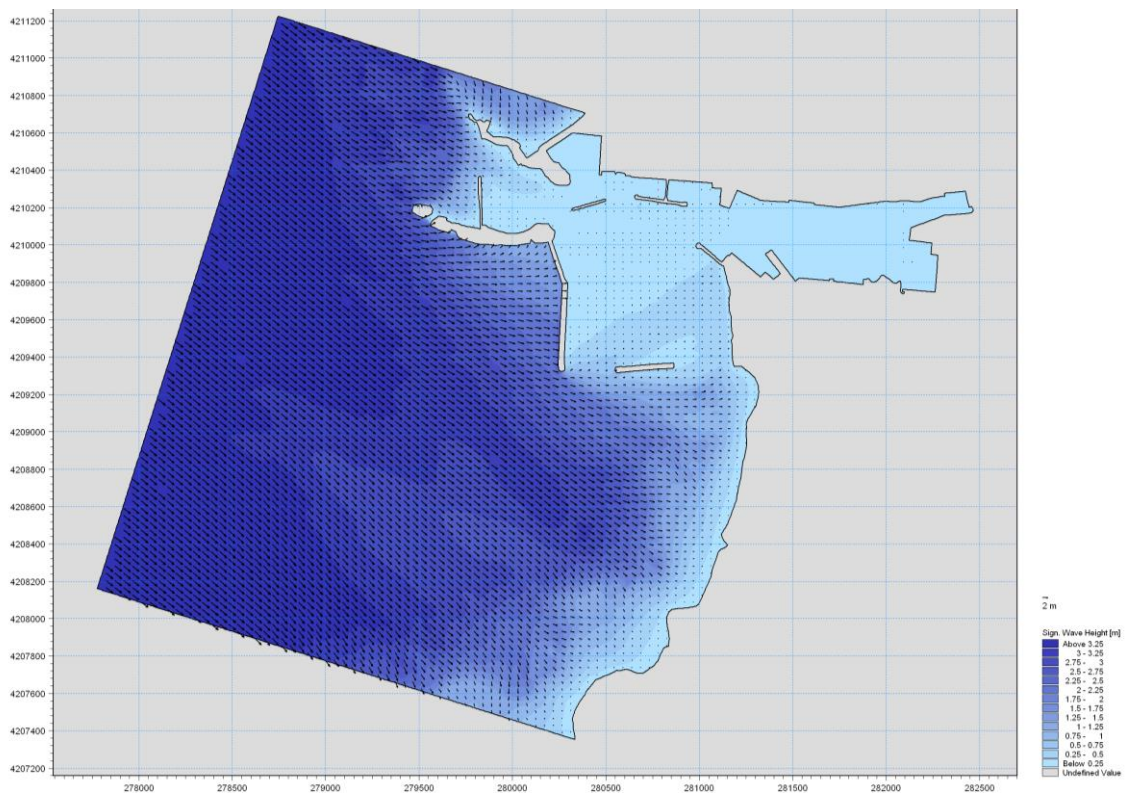 4211200
4211000
4210800
4210600
4210400
4210200
4210000
4209800
4209600
4209400
4209200
4209000
4208800
4208600
4208400
4208200
4208000
4207800
4207600
4207400
4207200
278000 278500 279000 279500 280000 280500 281000 281500 282000 282500
2 m
Sign. Wave Height [m]
Above 3.25
3 - 3.25
2.75 - 3
2.5 - 2.75
2.25 - 2.5
2 - 2.25
1.75 - 2
1.5 - 1.75
1.25 - 1.5
1 - 1.25
0.75 - 1
0.5 - 0.75
0.25 - 0.5
Below 0.25
Undefined Value